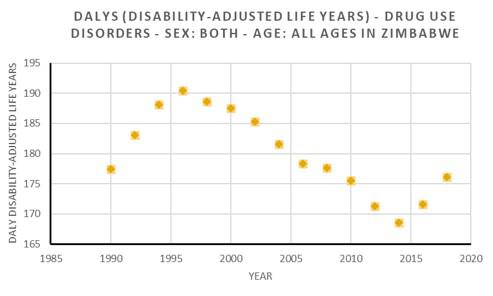 DALYS (DISABILITY-ADJUSTED LIFE YEARS) - DRUG USE
DISORDERS - SEX: BOTH - AGE: ALL AGES IN ZIMBABWE
DALY DISABILITY-ADJUSTED LIFE YEARS
195
190
185
180
175
170
165
1985 1990 1995 2000 2005 2010 2015 2020
YEAR